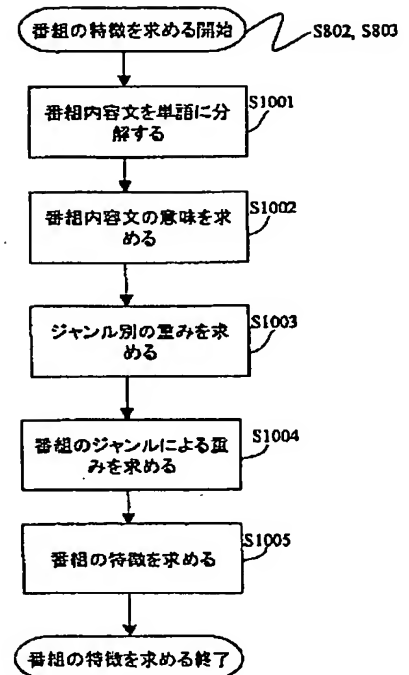 番組の特徴を求める開始
S802, S803
S1001
番組内容文を単語に分
解する
S1002
番組内容文の意味を求
める
S1003
ジャンル別の重みを求
める
S1004
番組のジャンルによる重
みを求める
S1005
番組の特徴を求める
番組の特徴を求める終了